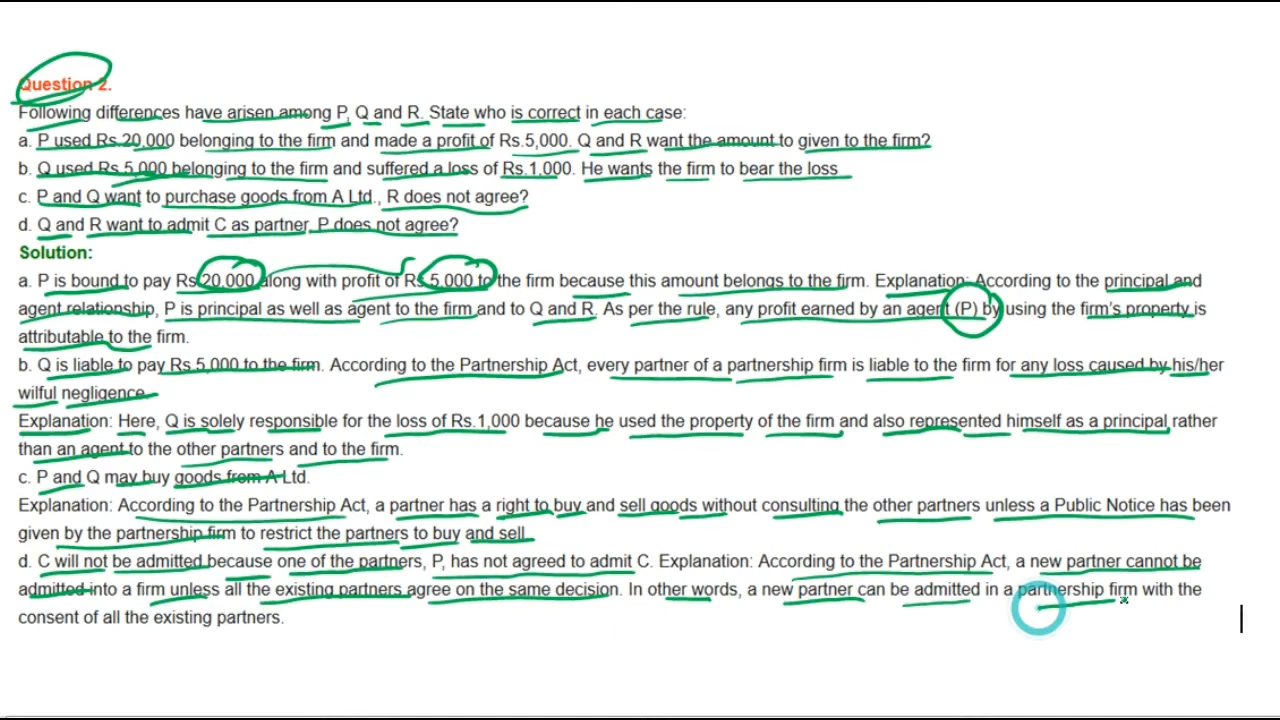 Question 2.
Following differences have arisen among P, Q and R. State who is correct in each case:
a. P used Rs.20,000 belonging to the firm and made a profit of Rs.5,000. Q and R want the amount to given to the firm?
b. Q used Rs.5,000 belonging to the firm and suffered a loss of Rs.1,000. He wants the firm to bear the loss
c. P and Q want to purchase goods from A Ltd., R does not agree?
d. Q and R want to admit C as partner, P does not agree?
Solution:
a. P is bound to pay Rs.20,000 along with profit of Rs.5,000 to the firm because this amount belongs to the firm. Explanation: According to the principal and
agent relationship, P is principal as well as agent to the firm and to Q and R. As per the rule, any profit earned by an agent (P) by using the firm's property is
attributable to the firm.
b. Q is liable to pay Rs.5,000 to the firm. According to the Partnership Act, every partner of a partnership firm is liable to the firm for any loss caused by his/her
wilful negligence.
Explanation: Here, Q is solely responsible for the loss of Rs.1,000 because he used the property of the firm and also represented himself as a principal rather
than an agent to the other partners and to the firm.
c. P and Q may buy goods from A Ltd.
Explanation: According to the Partnership Act, a partner has a right to buy and sell goods without consulting the other partners unless a Public Notice has been
given by the partnership firm to restrict the partners to buy and sell.
d. C will not be admitted because one of the partners, P, has not agreed to admit C. Explanation: According to the Partnership Act, a new partner cannot be
admitted into a firm unless all the existing partners agree on the same decision. In other words, a new partner can be admitted in a partnership firm with the
consent of all the existing partners.